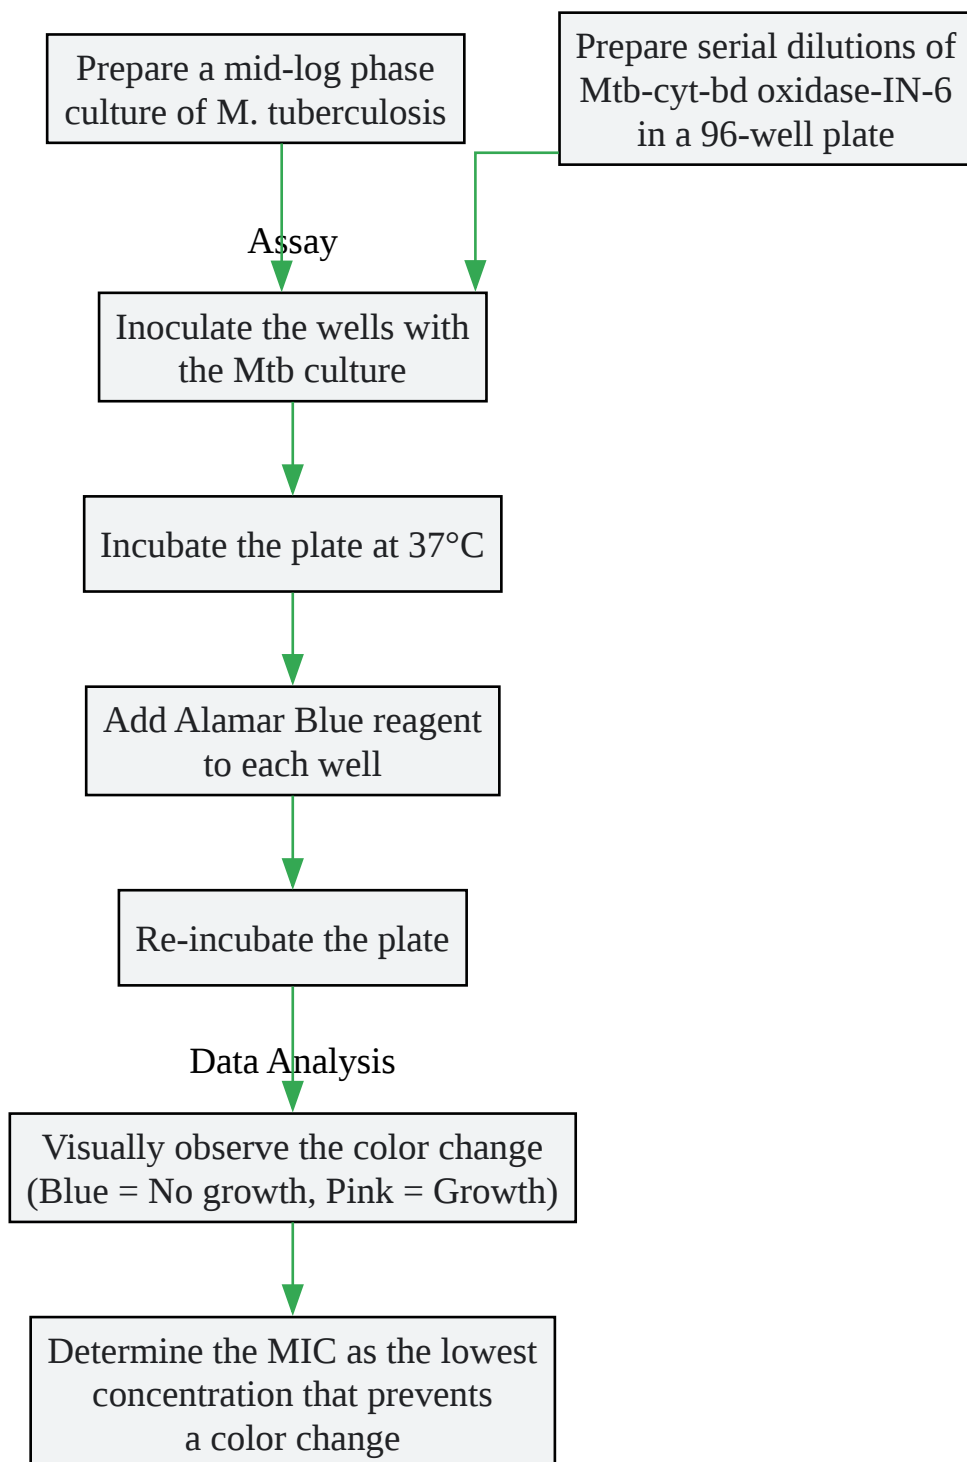 Prepare a mid-log phase
culture of M. tuberculosis
Prepare serial dilutions of
Mtb-cyt-bd oxidase-IN-6
in a 96-well plate
Assay
Inoculate the wells with
the Mtb culture
Incubate the plate at 37°C
Add Alamar Blue reagent
to each well
Re-incubate the plate
Data Analysis
Visually observe the color change
(Blue = No growth, Pink = Growth)
Determine the MIC as the lowest
concentration that prevents
a color change